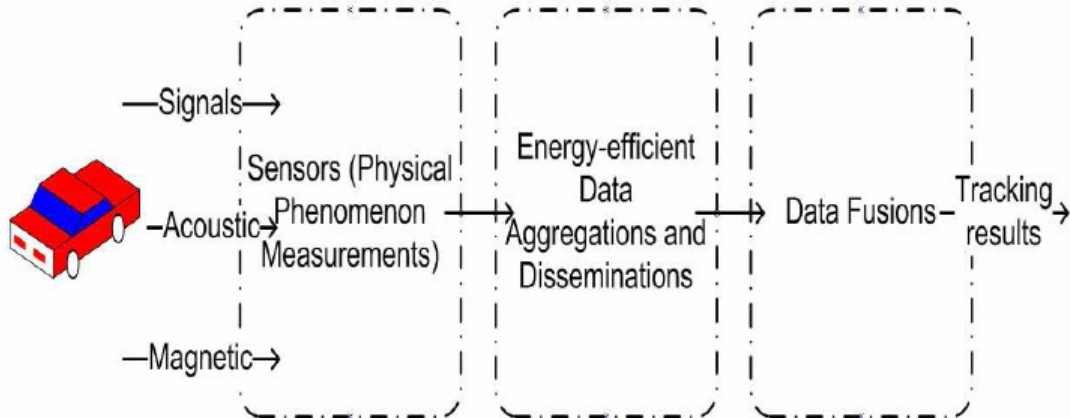 Signals
Acoustic
Magnetic
Sensors (Physical
Phenomenon
Measurements)
Energy-efficient
Data
Aggregations and
Disseminations
Data Fusions
Tracking
results